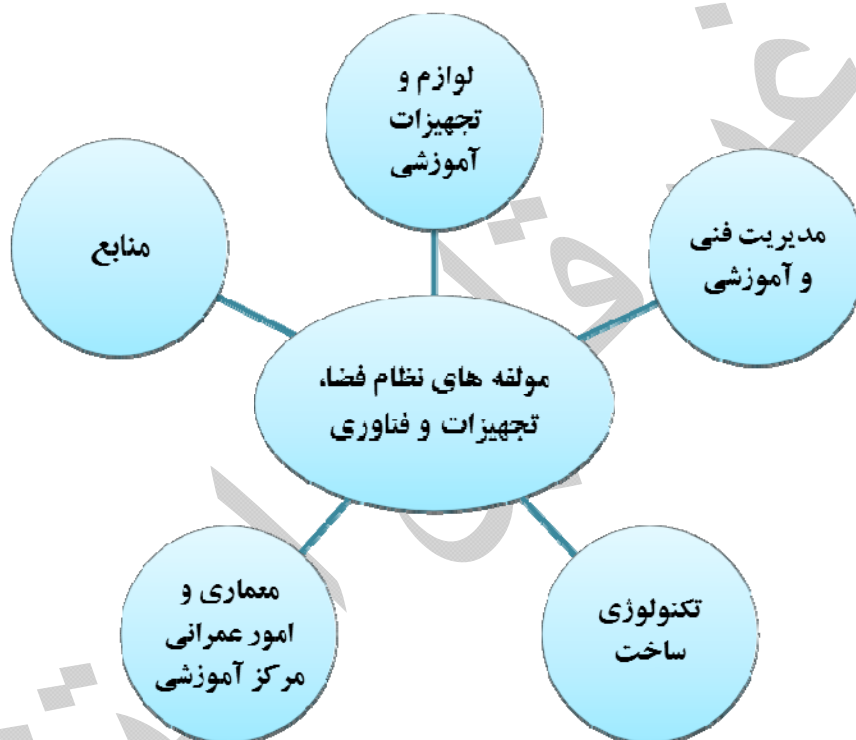 لوازم و
تجهیزات
آموزشی
مدیریت فنی
و آموزشی
منابع
مولفه های نظام فضا،
تجهیزات و فناوری
معماری و
امور عمرانی
مرکز آموزشی
تکنولوژی
ساخت